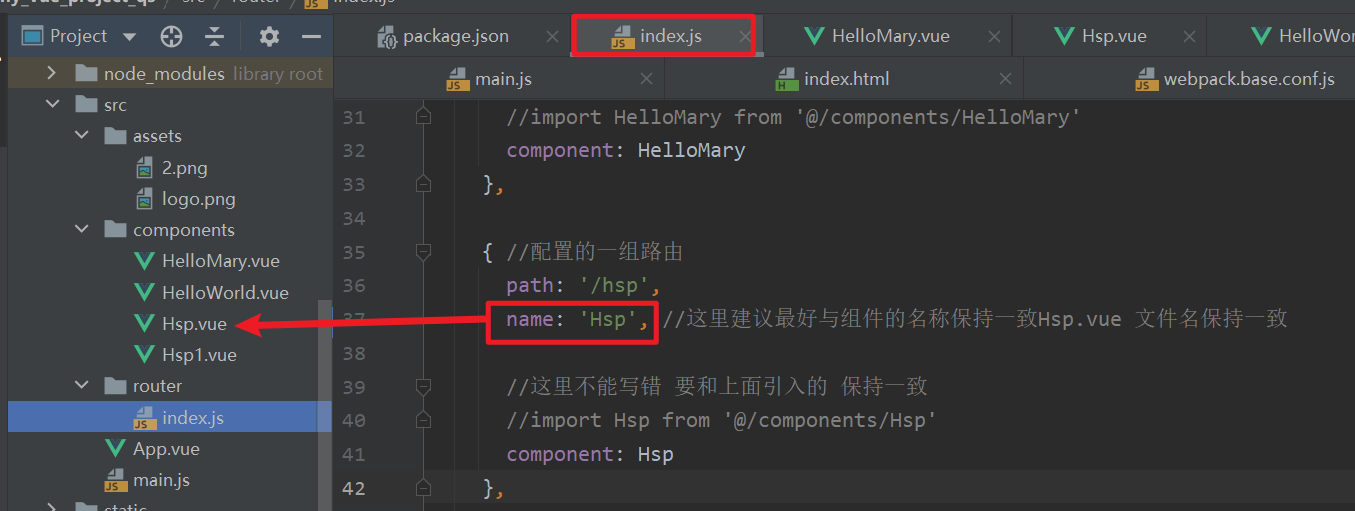 src
router
index.js
Project
package.json
index.js
HelloMary.vue
Hsp.vue
main.js
index.html
webpack.base.conf.js
node_modules library root
src
assets
2.png
logo.png
components
HelloMary.vue
HelloWorld.vue
Hsp.vue
Hsp1.vue
router
index.js
App.vue
main.js
31 //import HelloMary from '@/components/HelloMary'
32 component: HelloMary
33 },
34
35 { //配置的一组路由
36 path: '/hsp',
37 name: 'Hsp', //这里建议最好与组件的名称保持一致Hsp.vue 文件名保持一致
38
39 //这里不能写错 要和上面引入的 保持一致
40 //import Hsp from '@/components/Hsp'
41 component: Hsp
42 },